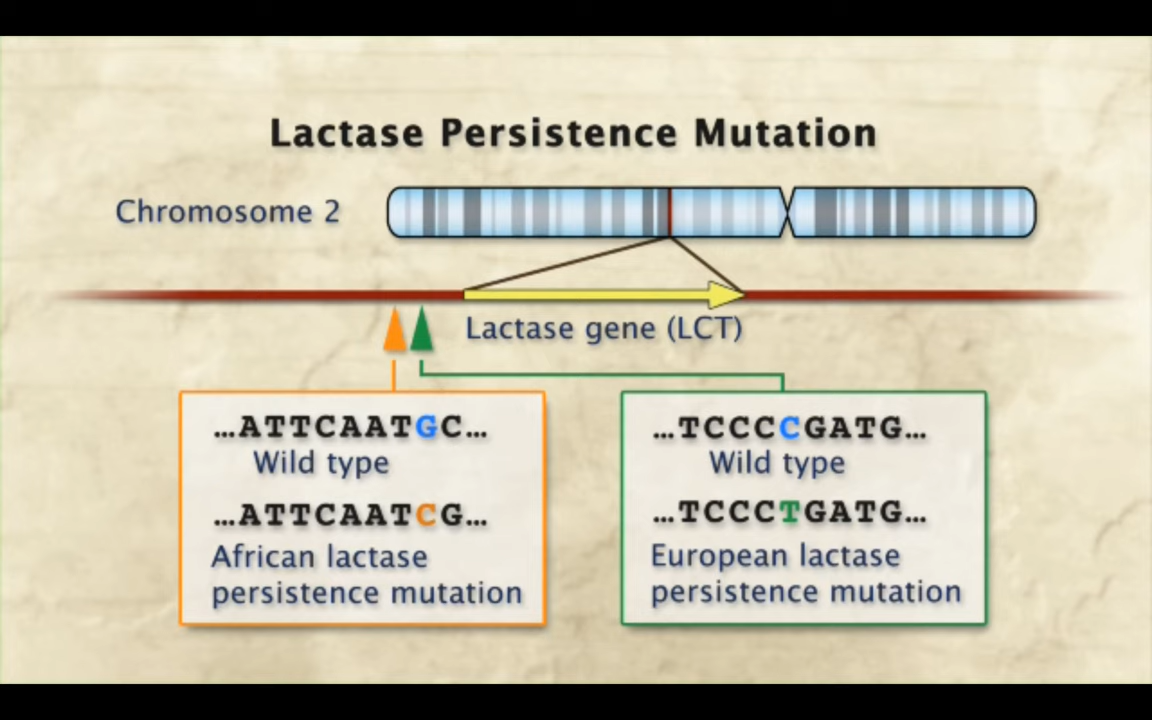 Lactase Persistence Mutation
Chromosome 2
Lactase gene (LCT)
...ATTCAATGC...
Wild type
...ATTCAATCG...
African lactase
persistence mutation
...TCCCCGATG...
Wild type
...TCCCTGATG...
European lactase
persistence mutation